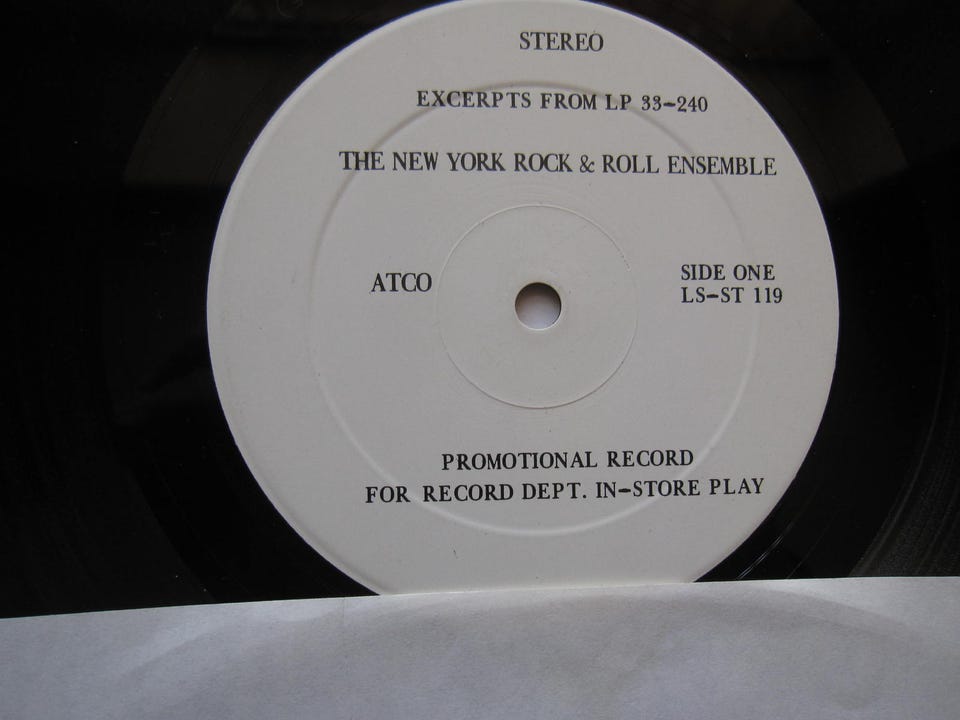 STEREO
EXCERPTS FROM LP 33-240
THE NEW YORK ROCK & ROLL ENSEMBLE
ATCO
SIDE ONE
LS-ST 119
PROMOTIONAL RECORD
FOR RECORD DEPT. IN-STORE PLAY